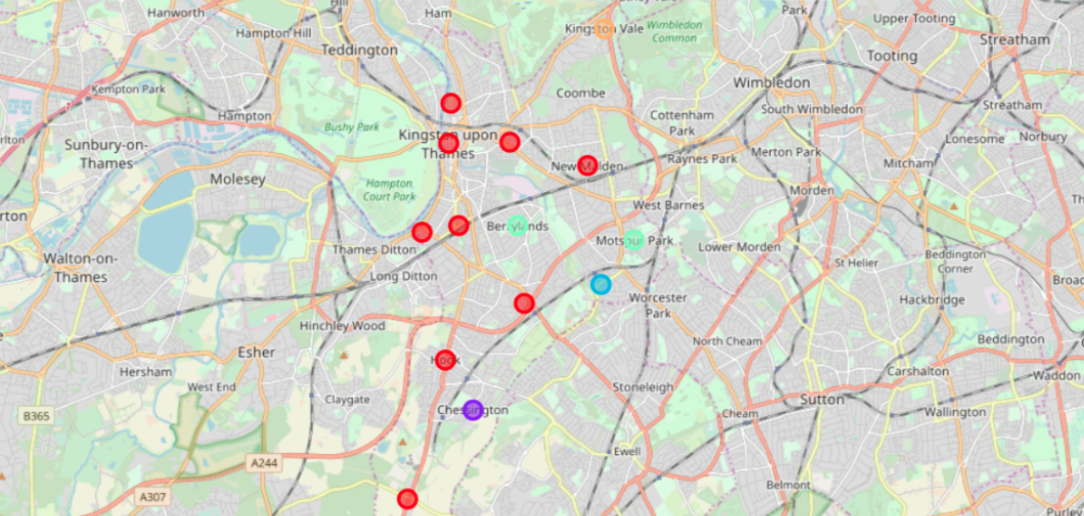 Hanworth
Hill
Ham
Park
Upper Tooting
Hampton Hill
Teddington
Kingston Vale
Wimbledon
Common
Streatham
Tooting
Kempton Park
Wimbledon
Coombe
Streatham
Hampton
South Wimbledon
Cottenham
Park
Bushy Park
Kingston upon
Thames
Lonesome
Norbury
Sunbury-on-
Thames
Raynes Park
Merton Park
Mitcham
New Malden
Molesey
Hampton
Court Park
Morden
West Barnes
rton
Berrylands
Motspur Park
Lower Morden
Thames Ditton
Walton-on-
Thames
St Helier
Beddington
Corner
Long Ditton
Worcester
Park
Hackbridge
Hinchley Wood
North Cheam
Beddington
Esher
Hook
Hersham
Carshalton
Waddon
West End
Stoneleigh
Claygate
Sutton
B365
Chessington
Cheam
Wallington
Ewell
A244
Belmont
A307
Purley